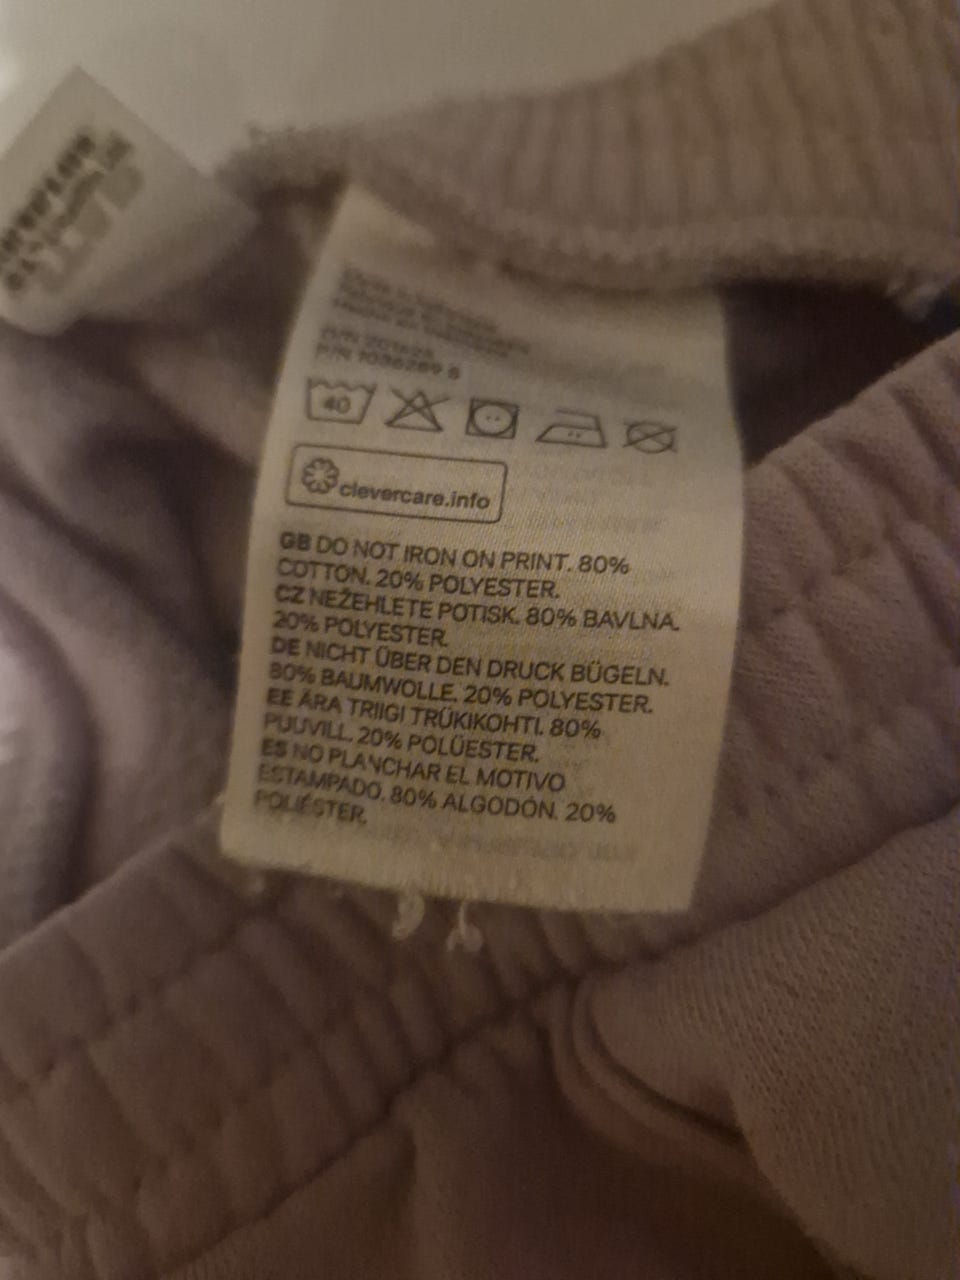 40
clevercare.info
GB DO NOT IRON ON PRINT. 80%
COTTON. 20% POLYESTER.
CZ NEŽEHLETE POTISK. 80% BAVLNA.
20% POLYESTER.
DE NICHT ÜBER DEN DRUCK BÜGELN.
80% BAUMWOLLE. 20% POLYESTER.
EE ÄRA TRIIGI TRÜKIKOHTI. 80%
PUUVILL. 20% POLÜESTER.
ES NO PLANCHAR EL MOTIVO
ESTAMPADO. 80% ALGODÓN. 20%
POLIÉSTER.